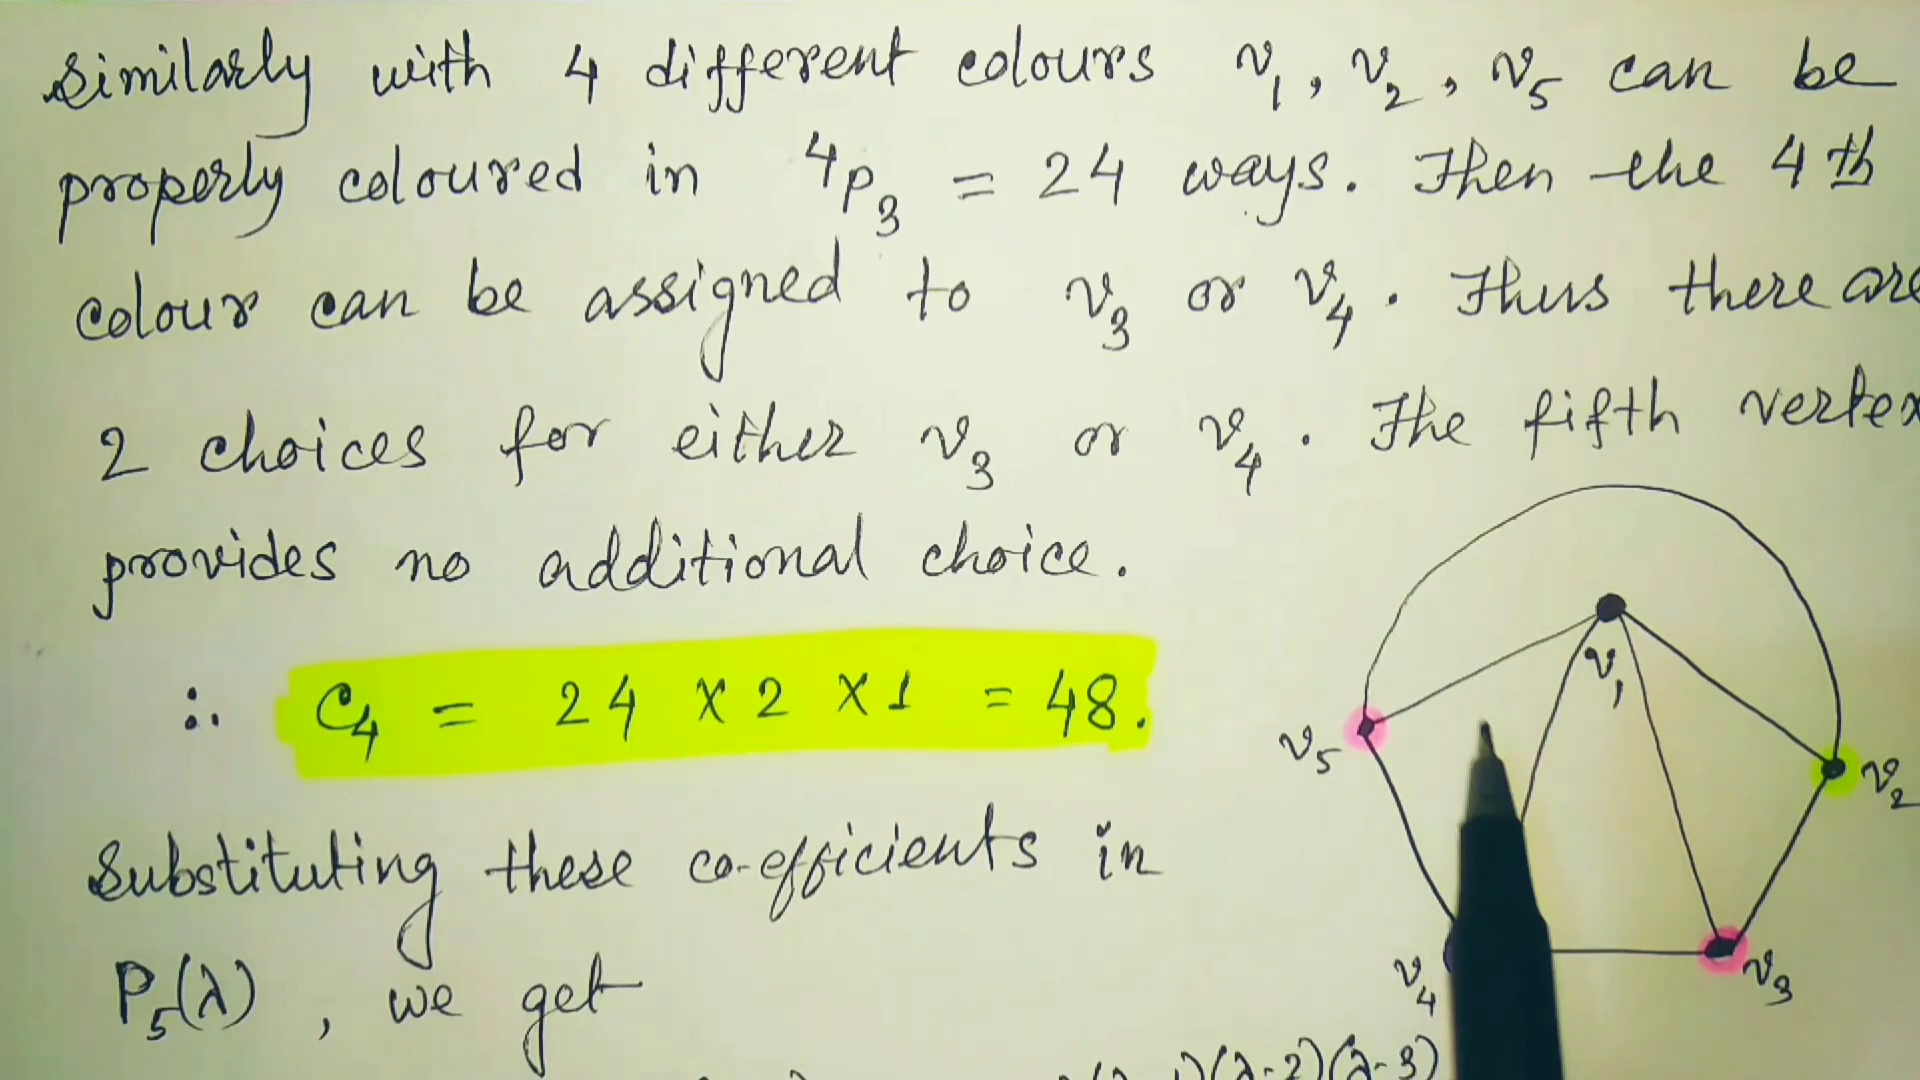 Similarly with 4 different colours v₁, v₂, v₅ can be
properly coloured in ⁴P₃ = 24 ways. Then the 4th
colour can be assigned to v₃ or v₄. Thus there are
2 choices for either v₃ or v₄. The fifth vertex
provides no additional choice.
∴ C₄ = 24 x 2 x 1 = 48.
Substituting these co-efficients in
P₅(λ), we get
v₁
v₅
v₂
v₄
v₃
(λ-2)(λ-3)